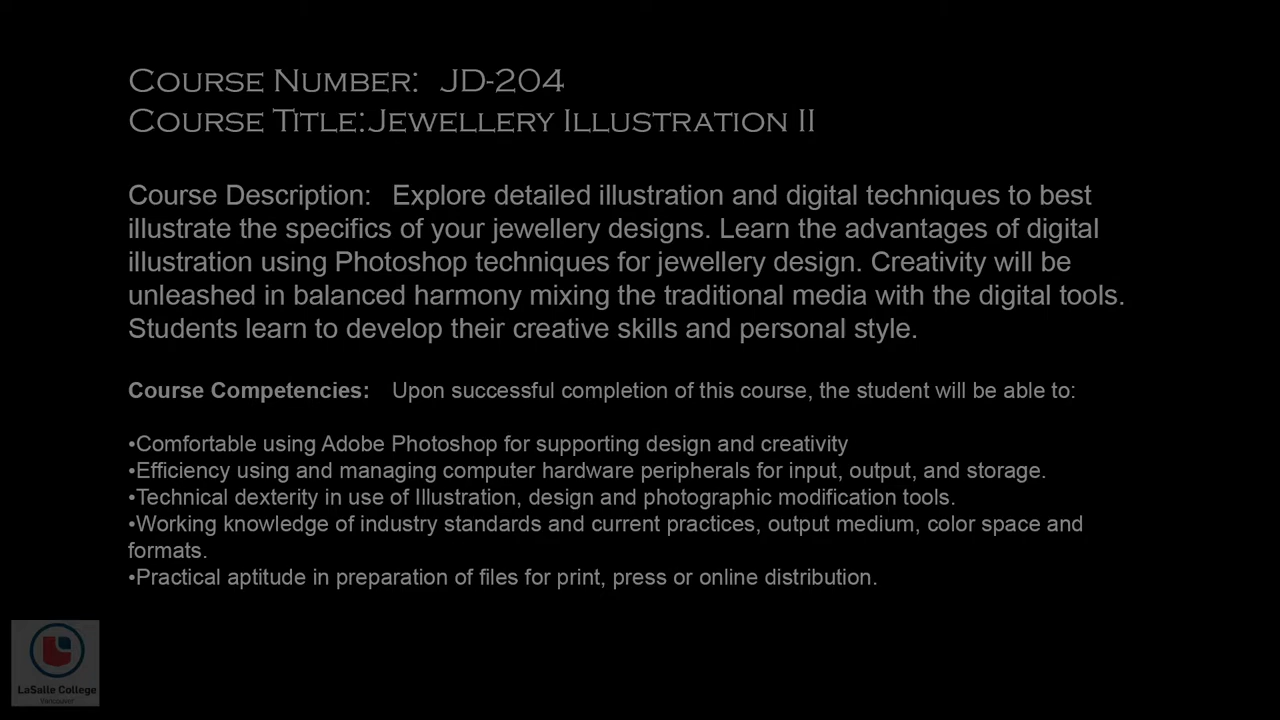 Course Number: JD-204
Course Title:Jewellery Illustration II
Course Description: Explore detailed illustration and digital techniques to best
illustrate the specifics of your jewellery designs. Learn the advantages of digital
illustration using Photoshop techniques for jewellery design. Creativity will be
unleashed in balanced harmony mixing the traditional media with the digital tools.
Students learn to develop their creative skills and personal style.
Course Competencies: Upon successful completion of this course, the student will be able to:
•Comfortable using Adobe Photoshop for supporting design and creativity
•Efficiency using and managing computer hardware peripherals for input, output, and storage.
•Technical dexterity in use of Illustration, design and photographic modification tools.
•Working knowledge of industry standards and current practices, output medium, color space and
formats.
•Practical aptitude in preparation of files for print, press or online distribution.
LaSalle College
Vancouver